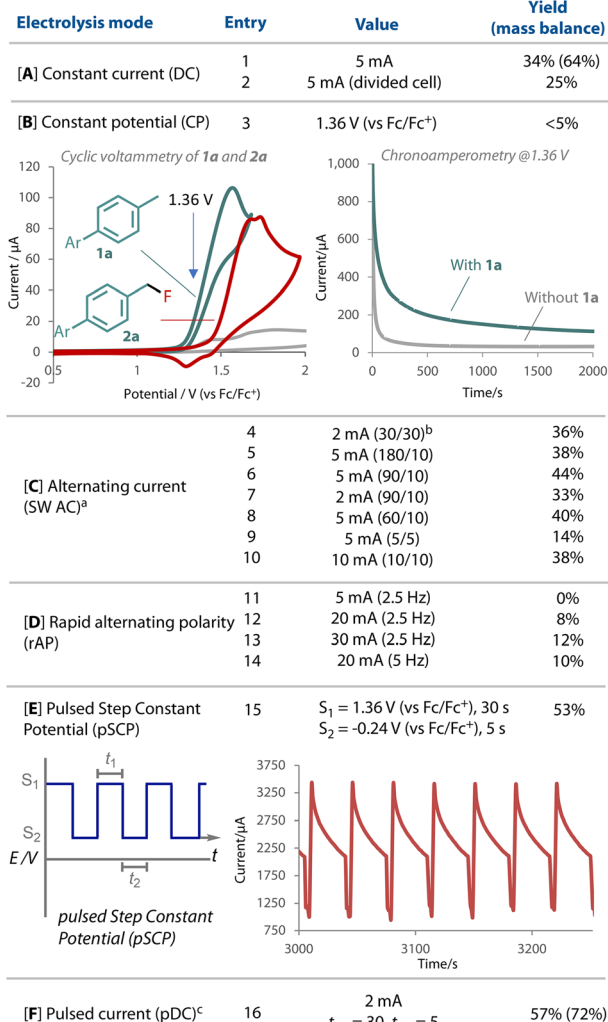 Electrolysis mode Entry Value Yield (mass balance)
[A] Constant current (DC)
1 5 mA 34% (64%)
2 5 mA (divided cell) 25%
[B] Constant potential (CP) 3 1.36 V (vs Fc/Fc⁺) <5%
Cyclic voltammetry of 1a and 2a
120
100
80
60
40
20
0
-20
Current / µA
1.36 V
Ar
1a
F
Ar
2a
0.5 1 1.5 2
Potential / V (vs Fc/Fc⁺)
Chronoamperometry @1.36 V
1,000
800
600
400
200
0
Current/µA
With 1a
Without 1a
0 500 1000 1500 2000
Time/s
[C] Alternating current
(SW AC)ᵃ
4 2 mA (30/30)ᵇ 36%
5 5 mA (180/10) 38%
6 5 mA (90/10) 44%
7 2 mA (90/10) 33%
8 5 mA (60/10) 40%
9 5 mA (5/5) 14%
10 10 mA (10/10) 38%
[D] Rapid alternating polarity
(rAP)
11 5 mA (2.5 Hz) 0%
12 20 mA (2.5 Hz) 8%
13 30 mA (2.5 Hz) 12%
14 20 mA (5 Hz) 10%
[E] Pulsed Step Constant
Potential (pSCP)
15 S₁ = 1.36 V (vs Fc/Fc⁺), 30 s 53%
S₂ = -0.24 V (vs Fc/Fc⁺), 5 s
t₁
S₁
S₂
E /V
t
t₂
pulsed Step Constant
Potential (pSCP)
3750
3250
2750
2250
1750
1250
750
Current/µA
3000 3100 3200
Time/s
[F] Pulsed current (pDC)ᶜ 16 2 mA 57% (72%)
= 30, = 5